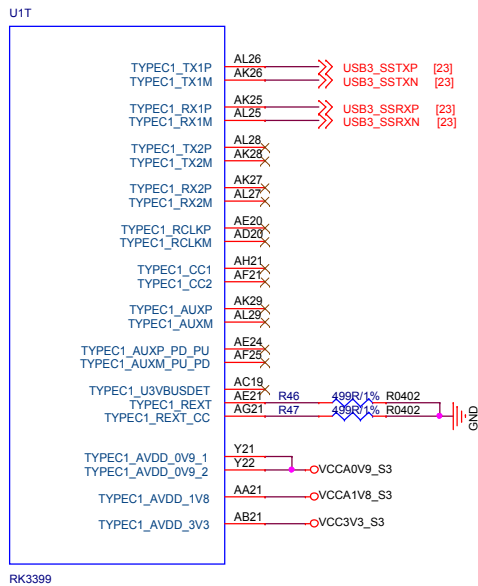 U1T
TYPEC1_TX1P AL26 USB3_SSTXP [23]
TYPEC1_TX1M AK26 USB3_SSTXN [23]
TYPEC1_RX1P AK25 USB3_SSRXP [23]
TYPEC1_RX1M AL25 USB3_SSRXN [23]
TYPEC1_TX2P AL28
TYPEC1_TX2M AK28
TYPEC1_RX2P AK27
TYPEC1_RX2M AL27
TYPEC1_RCLKP AE20
TYPEC1_RCLKM AD20
TYPEC1_CC1 AH21
TYPEC1_CC2 AF21
TYPEC1_AUXP AK29
TYPEC1_AUXM AL29
TYPEC1_AUXP_PD_PU AE24
TYPEC1_AUXM_PU_PD AF25
TYPEC1_U3VBUSDET AC19
TYPEC1_REXT AE21 R46 499R/1% R0402
TYPEC1_REXT_CC AG21 R47 499R/1% R0402
GND
TYPEC1_AVDD_0V9_1 Y21
TYPEC1_AVDD_0V9_2 Y22 VCCA0V9_S3
TYPEC1_AVDD_1V8 AA21 VCCA1V8_S3
TYPEC1_AVDD_3V3 AB21 VCC3V3_S3
RK3399